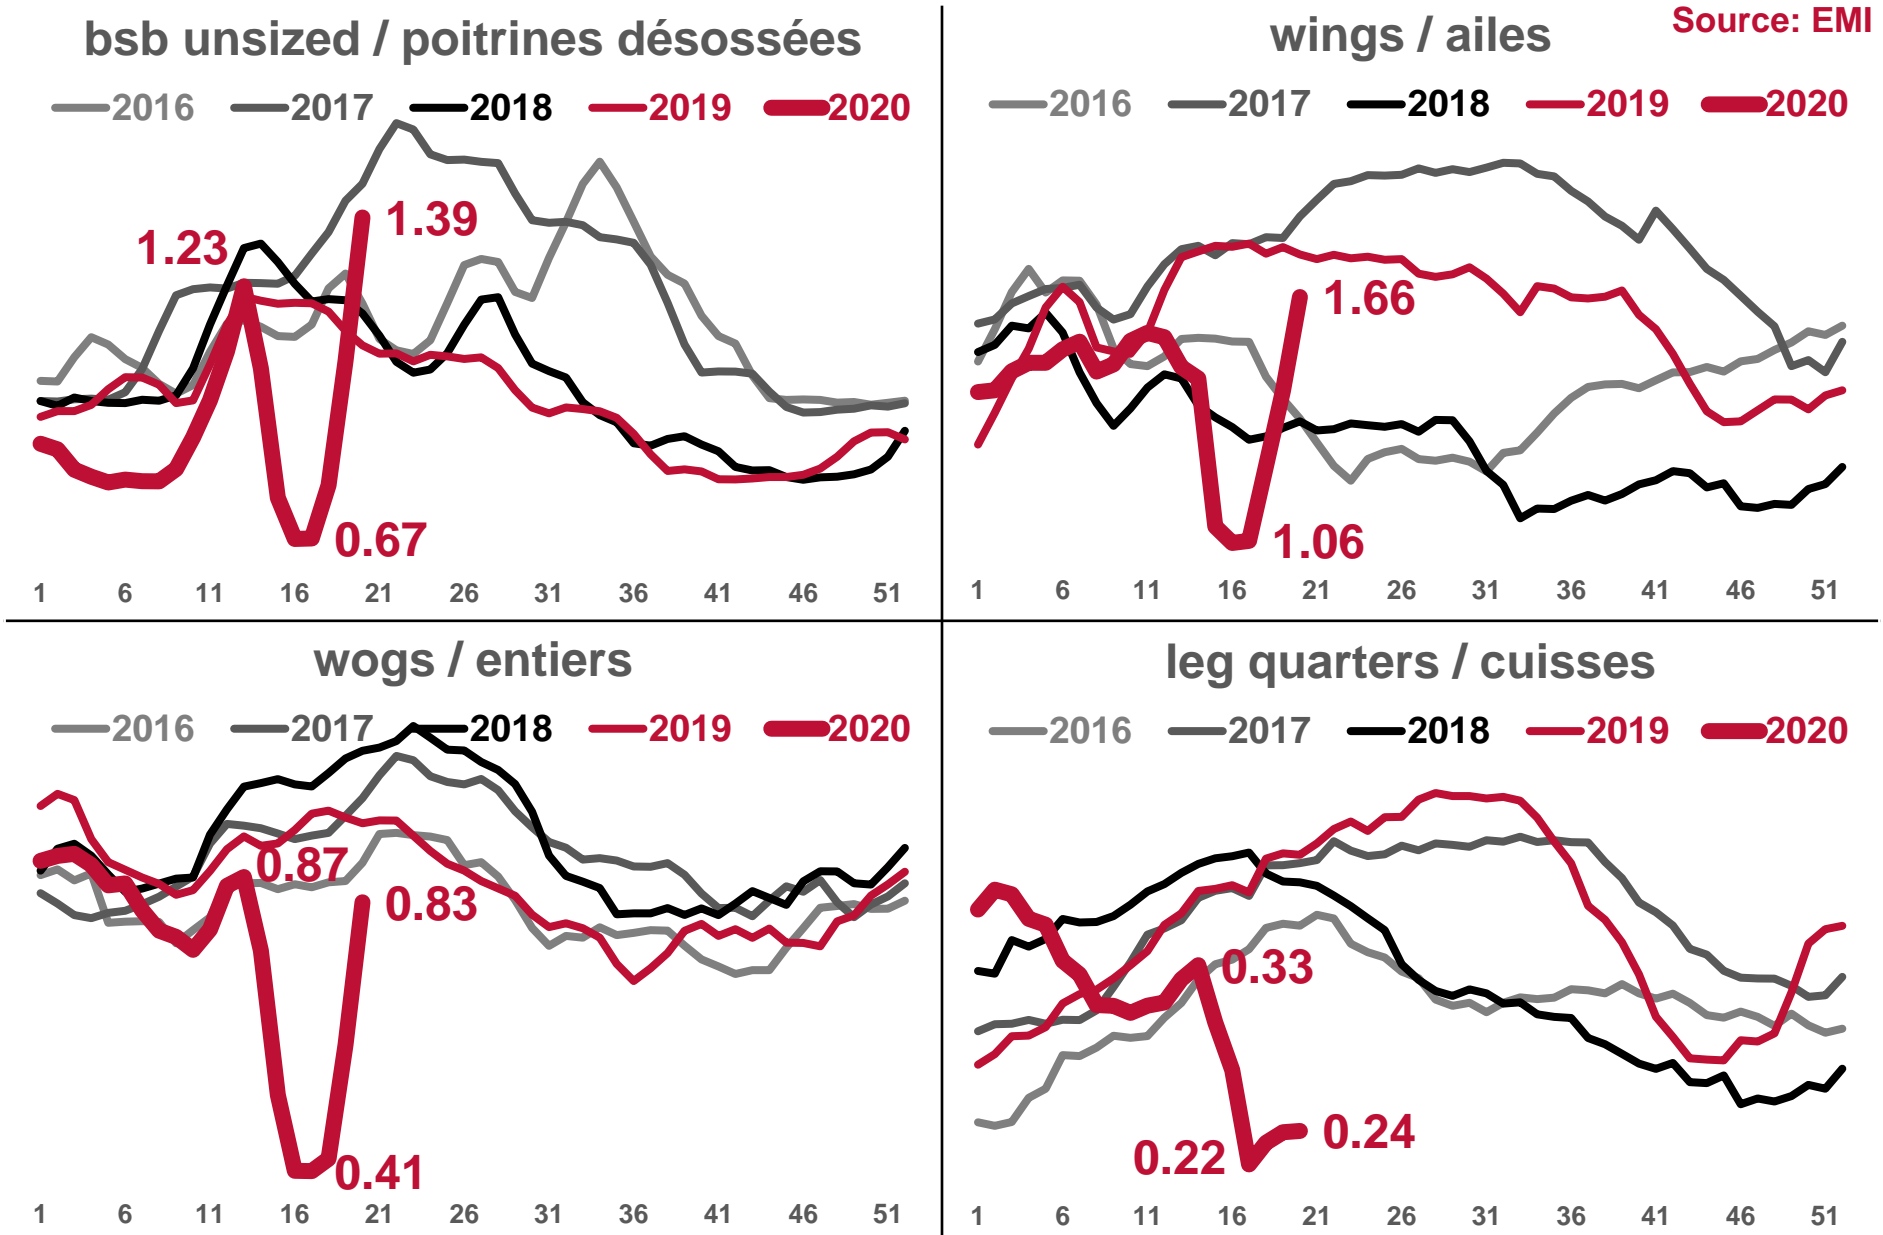 bsb unsized / poitrines désossées
2016 2017 2018 2019 2020
1.23
1.39
0.67
1 6 11 16 21 26 31 36 41 46 51
Source: EMI
wings / ailes
2016 2017 2018 2019 2020
1.66
1.06
1 6 11 16 21 26 31 36 41 46 51
wogs / entiers
2016 2017 2018 2019 2020
0.87
0.83
0.41
1 6 11 16 21 26 31 36 41 46 51
leg quarters / cuisses
2016 2017 2018 2019 2020
0.33
0.24
0.22
1 6 11 16 21 26 31 36 41 46 51